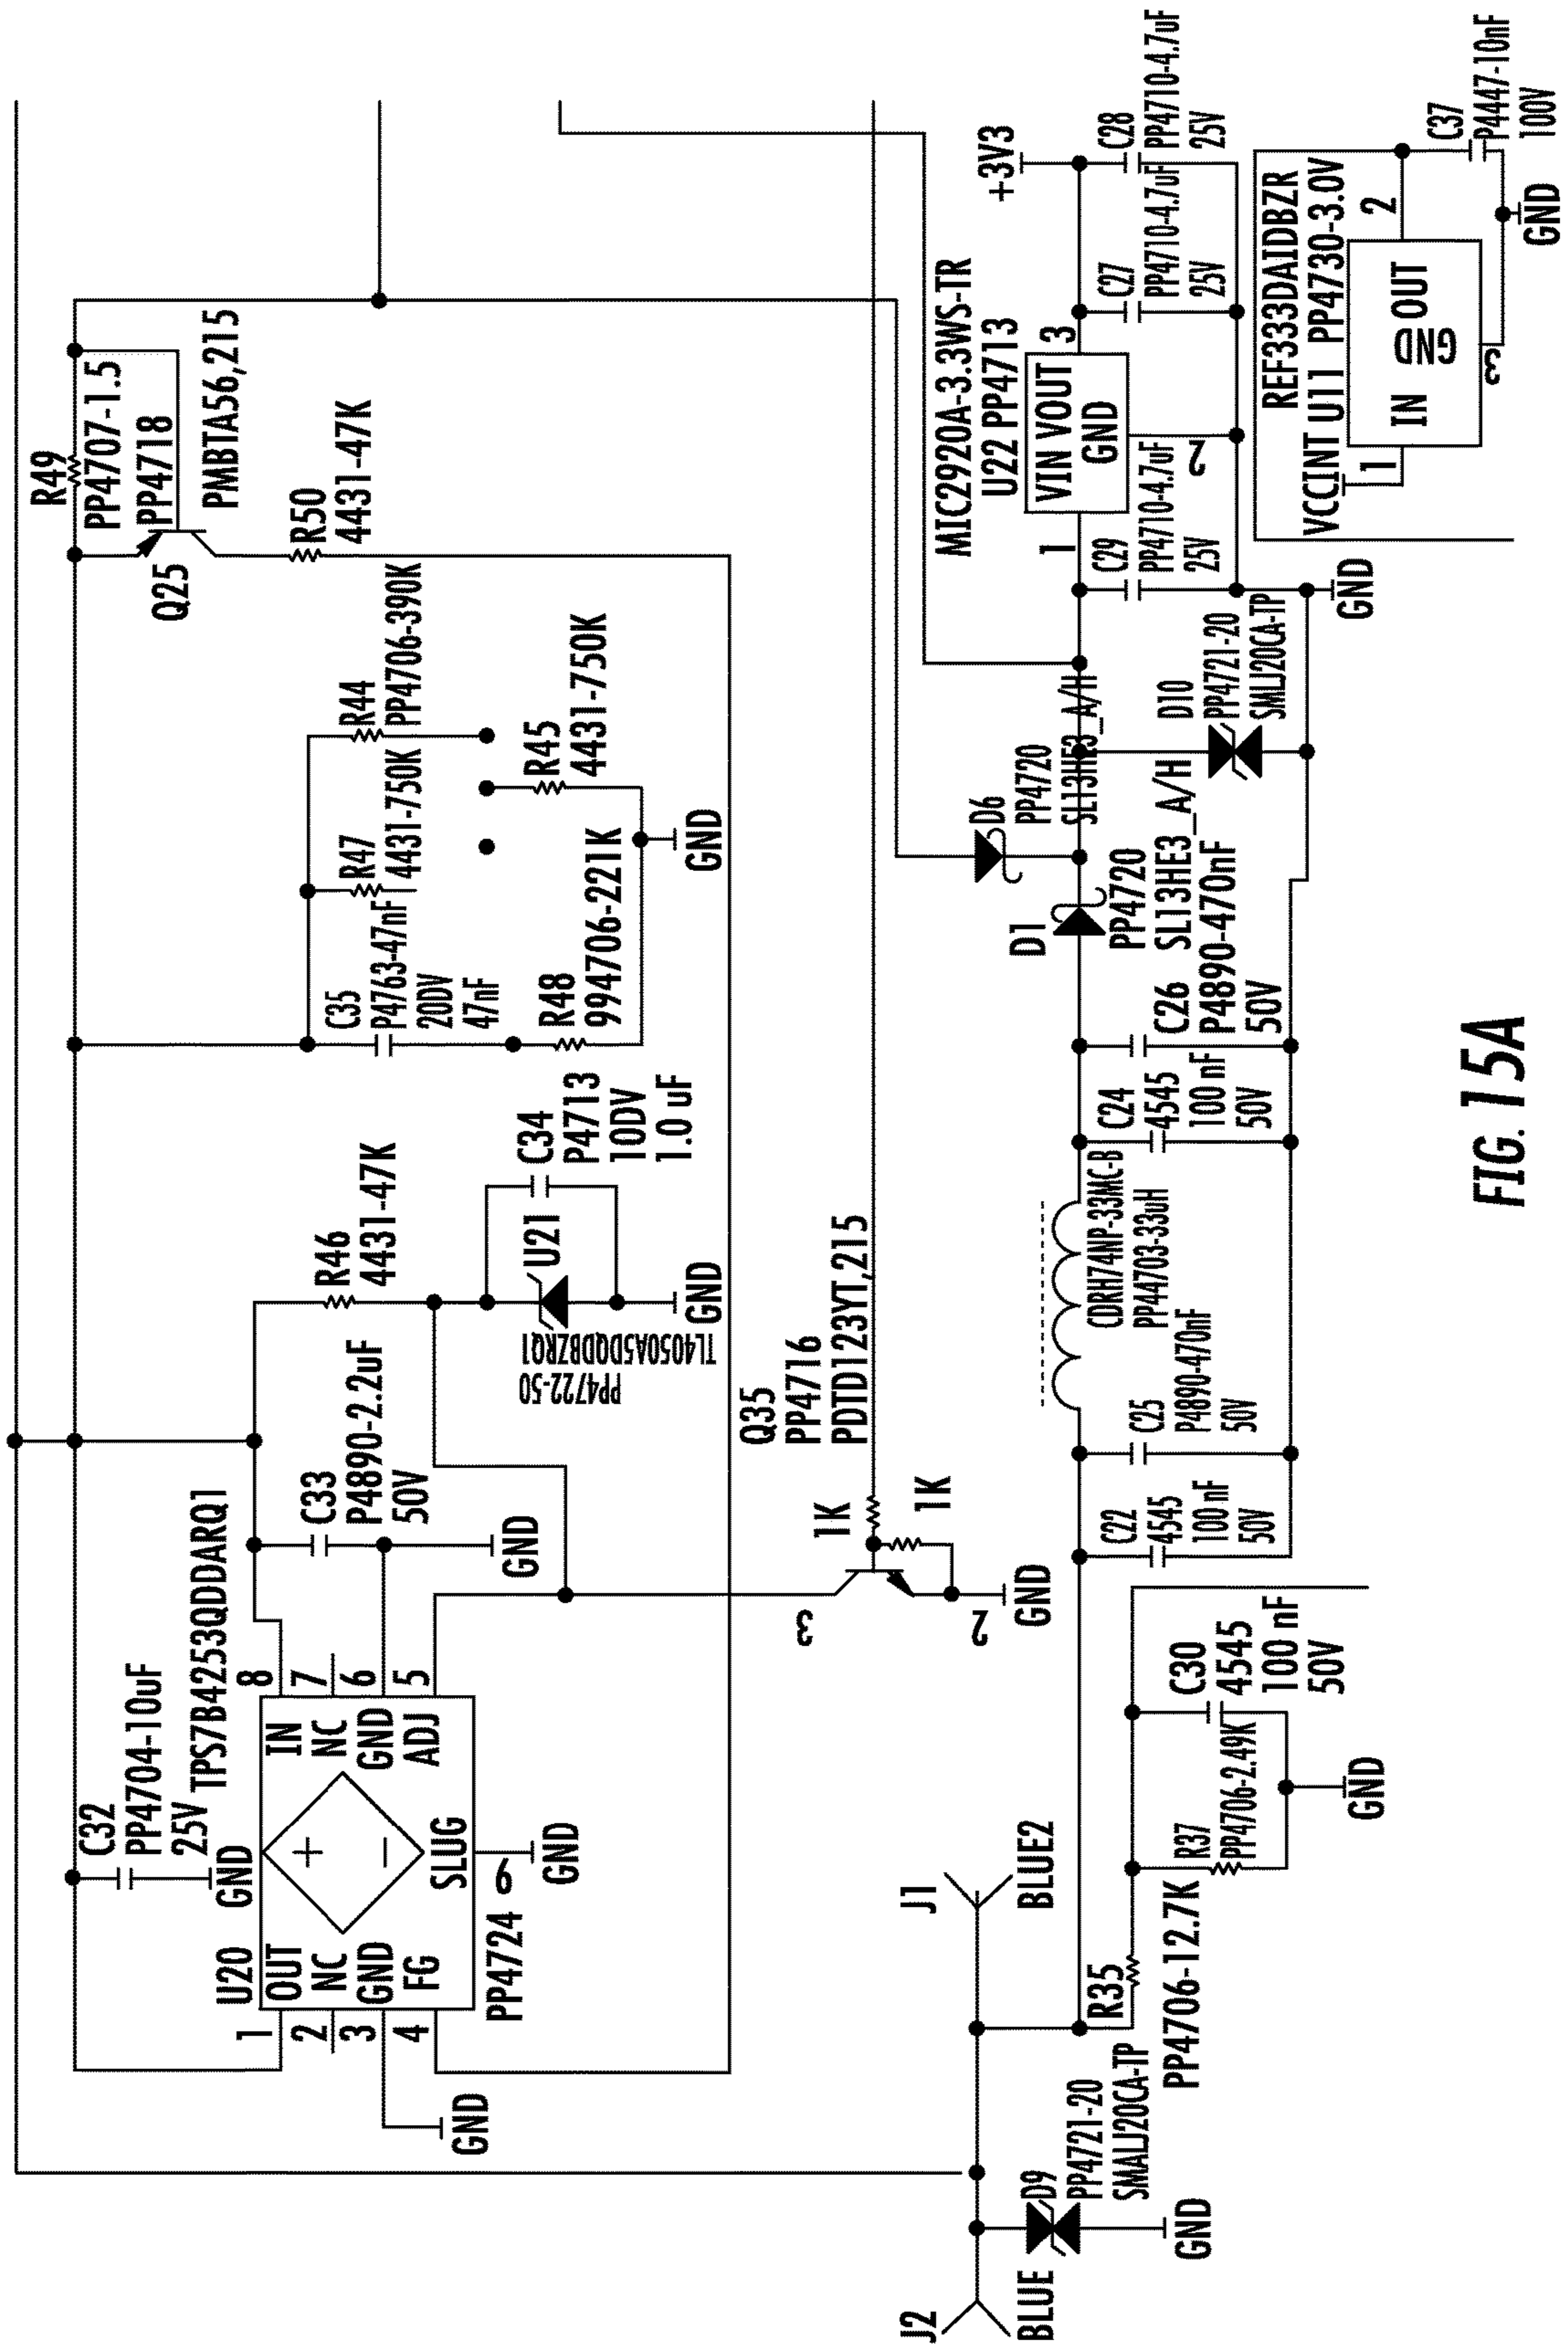 R49
PP4707-1.5
PP4718
PMBTA56,215
Q25
R50
4431-47K
R44
PP4706-390K
R47
4431-750K
R45
4431-750K
C35
P4763-47nF
20DV
47nF
R48
994706-221K
GND
R46
4431-47K
C34
P4713
10DV
1.0 uF
U21
TL4050A5DQDBZRQ1
PP4722-50
GND
C33
P4890-2.2uF
50V
GND
C32
PP4704-10uF
25V
GND
TPS7B4253QDDARQ1
U20
OUT
NC
GND
FG
IN
NC
GND
ADJ
+
−
SLUG
1
2
3
4
8
7
6
5
9
PP4724
GND
GND
Q35
PP4716
PDTD123YT,215
1K
1K
3
2
GND
J1
BLUE2
J2
BLUE
D9
PP4721-20
SMALJ20CA-TP
GND
R35
PP4706-12.7K
R37
PP4706-2.49K
C30
4545
100 nF
50V
GND
C22
4545
100 nF
50V
C25
P4890-470nF
50V
CDRH74NP-33MC-B
PP44703-33uH
C24
4545
100 nF
50V
C26
P4890-470nF
50V
D1
PP4720
SL13HE3_A/H
D6
PP4720
SL13HE3_A/H
D10
PP4721-20
SMLJ20CA-TP
GND
MIC2920A-3.3WS-TR
U22 PP4713
VIN VOUT
GND
1
3
2
C29
PP4710-4.7uF
25V
C27
PP4710-4.7uF
25V
C28
PP4710-4.7uF
25V
+3V3
REF333DAIDBZR
U11 PP4730-3.0V
VCCINT
IN
OUT
GND
1
2
3
C37
P4447-10nF
100V
GND
FIG. 15A